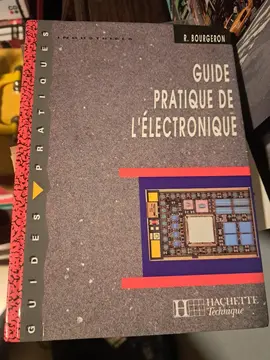 INDUSTRIELS
R. BOURGERON
GUIDE
PRATIQUE DE
L'ÉLECTRONIQUE
GUIDES PRATIQUES
H HACHETTE
Technique